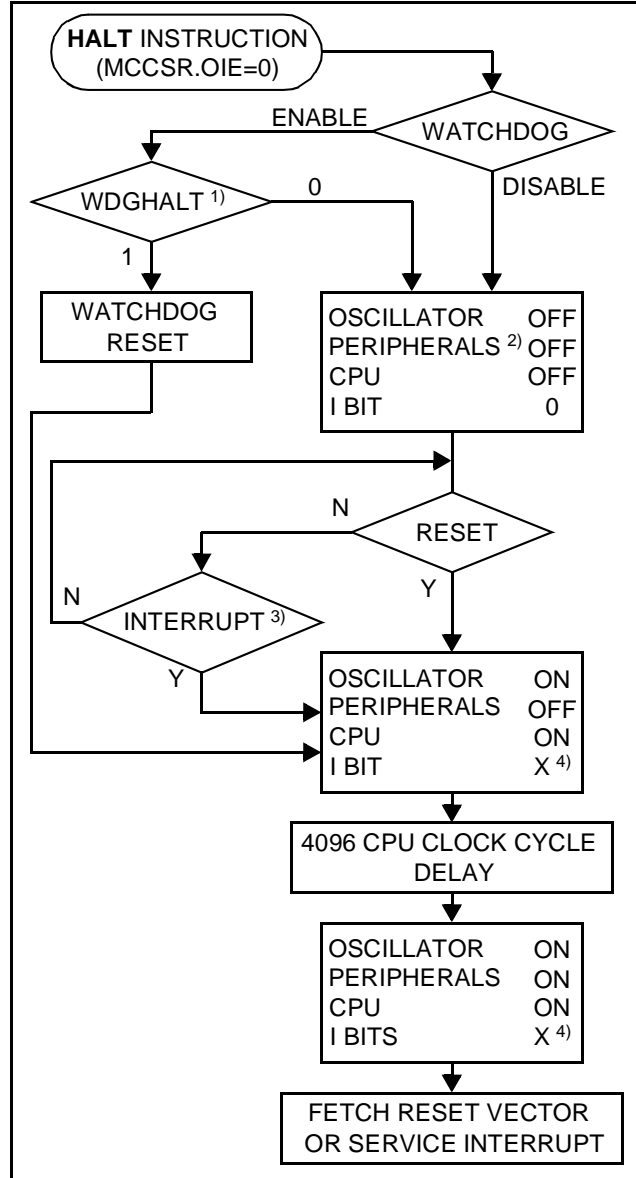 HALT INSTRUCTION
(MCCSR.OIE=0)
ENABLE
WATCHDOG
WDGHALT 1)
0
DISABLE
1
WATCHDOG
RESET
OSCILLATOR OFF
PERIPHERALS 2) OFF
CPU OFF
I BIT 0
N
RESET
N
Y
INTERRUPT 3)
Y
OSCILLATOR ON
PERIPHERALS OFF
CPU ON
I BIT X 4)
4096 CPU CLOCK CYCLE
DELAY
OSCILLATOR ON
PERIPHERALS ON
CPU ON
I BITS X 4)
FETCH RESET VECTOR
OR SERVICE INTERRUPT